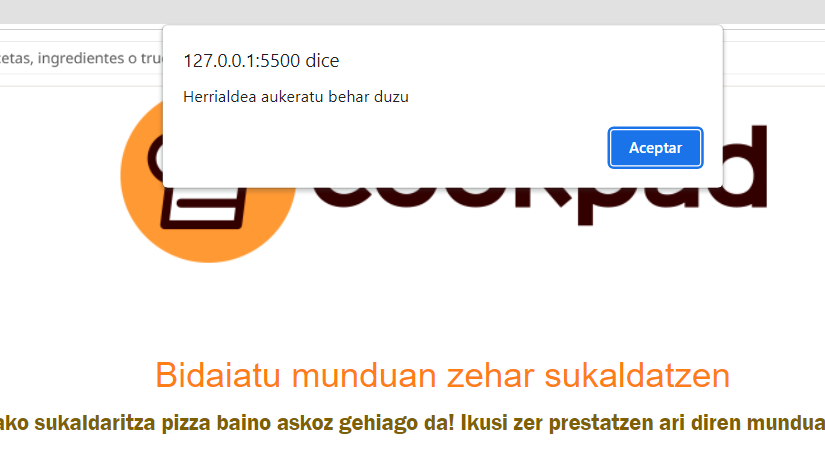 etas, ingredientes o tru
127.0.0.1:5500 dice
Herrialdea aukeratu behar duzu
Aceptar
cookpad
Bidaiatu munduan zehar sukaldatzen
ako sukaldaritza pizza baino askoz gehiago da! Ikusi zer prestatzen ari diren mundua